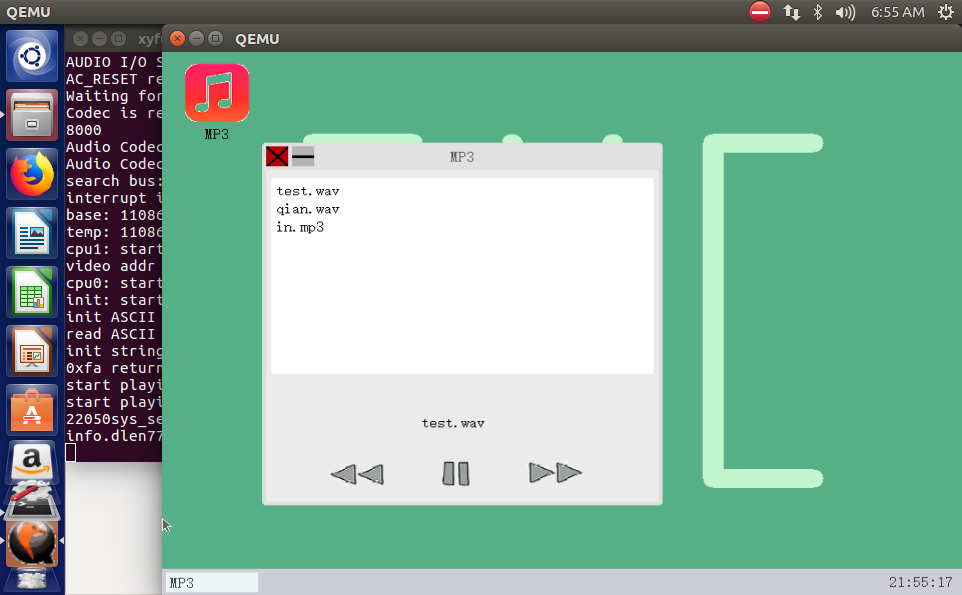 QEMU
6:55 AM
xyf
QEMU
AUDIO I/O S
AC_RESET re
Waiting for
Codec is re
8000
Audio Codec
Audio Codec
search bus:
interrupt i
base: 11086
temp: 11086
cpu1: start
video addr
cpu0: start
init: start
init ASCII
read ASCII
init string
0xfa return
start playi
start playi
22050sys_se
info.dlen77
MP3
MP3
test.wav
qian.wav
in.mp3
test.wav
MP3
21:55:17